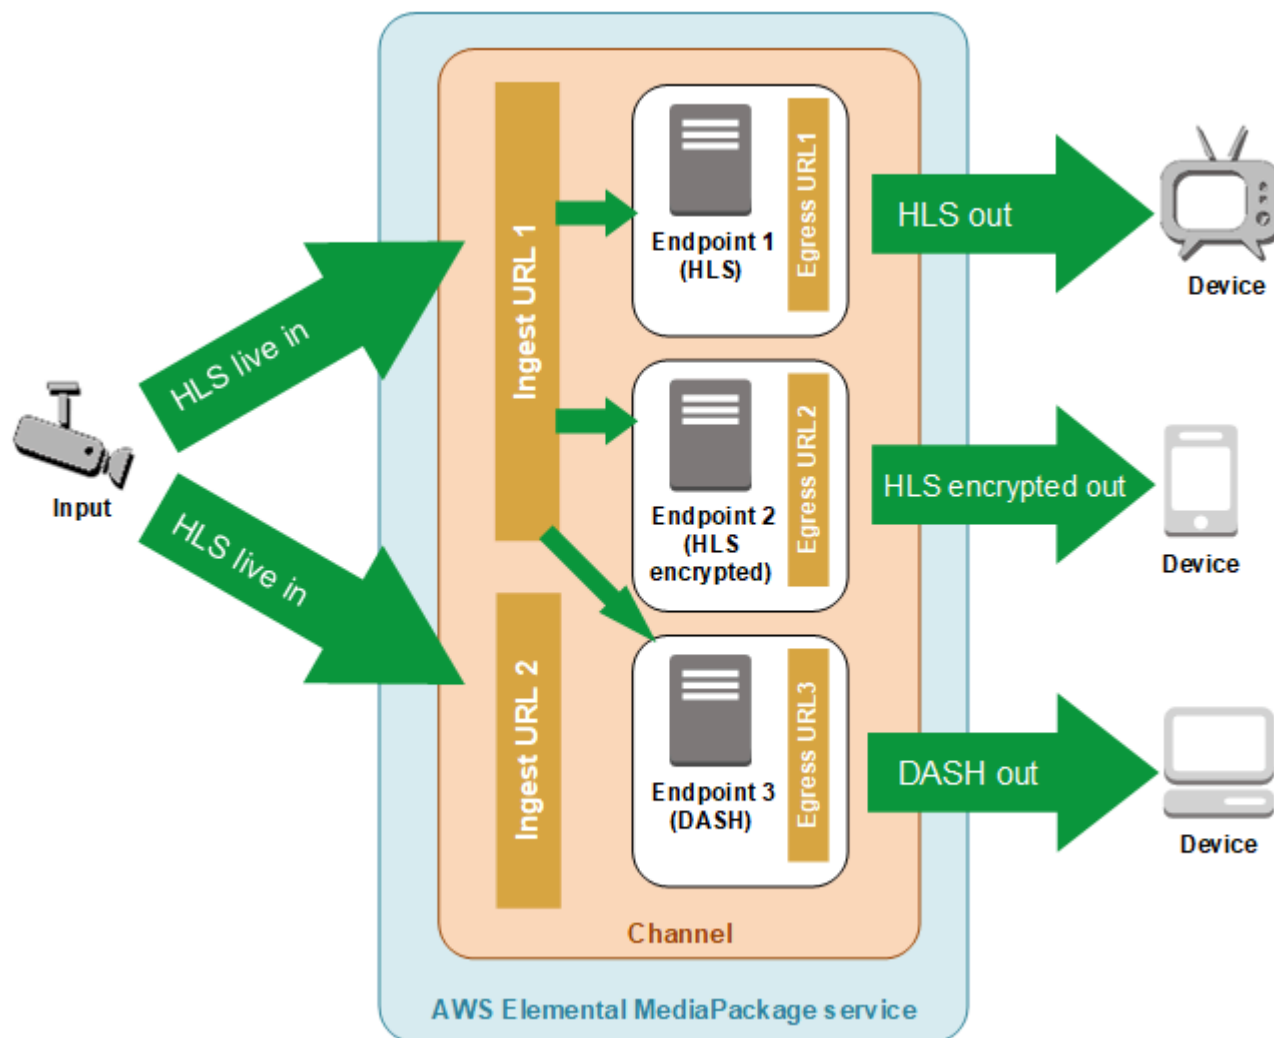 HLS live in
HLS live in
Input
Ingest URL 1
Ingest URL 2
Endpoint 1
(HLS)
Egress URL1
Endpoint 2
(HLS
encrypted)
Egress URL2
Endpoint 3
(DASH)
Egress URL3
HLS out
Device
HLS encrypted out
Device
DASH out
Device
Channel
AWS Elemental MediaPackage service